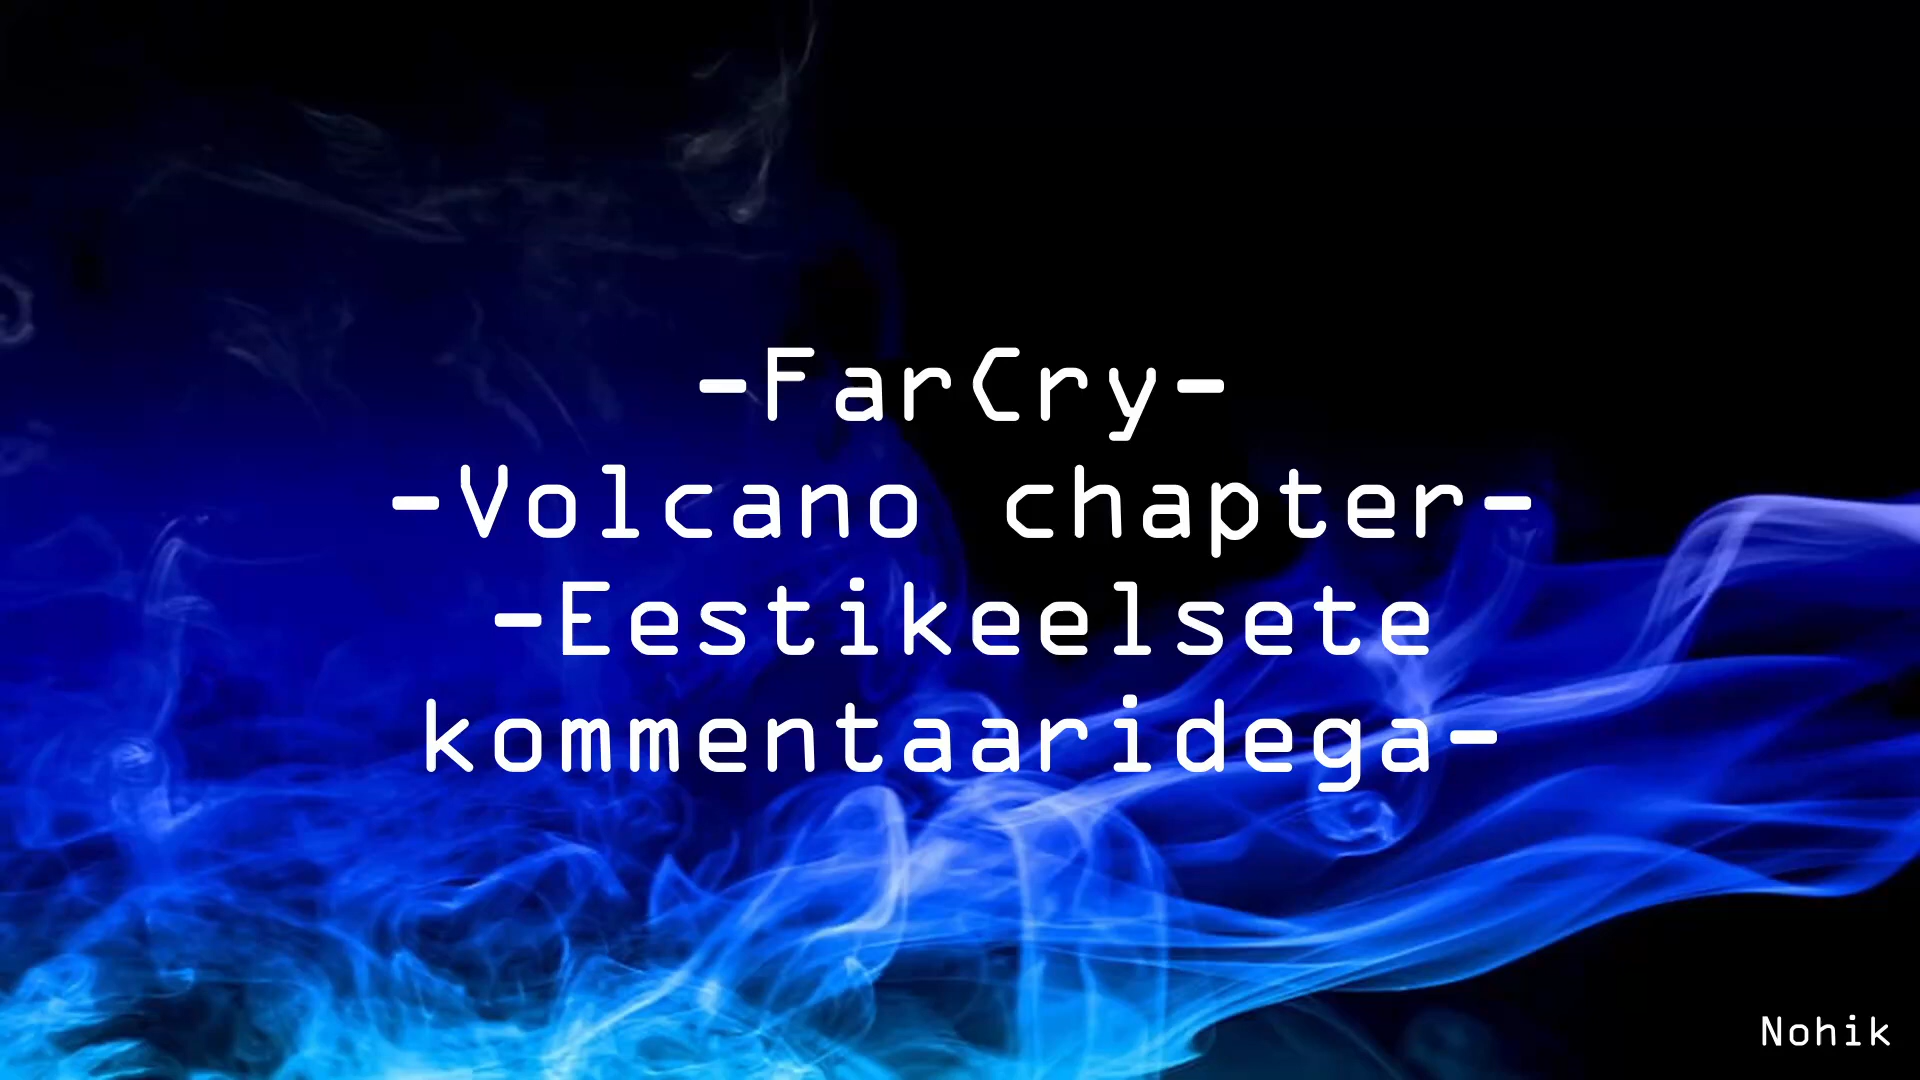 -FarCry-
-Volcano chapter-
-Eestikeelsete
kommentaaridega-
Nohik